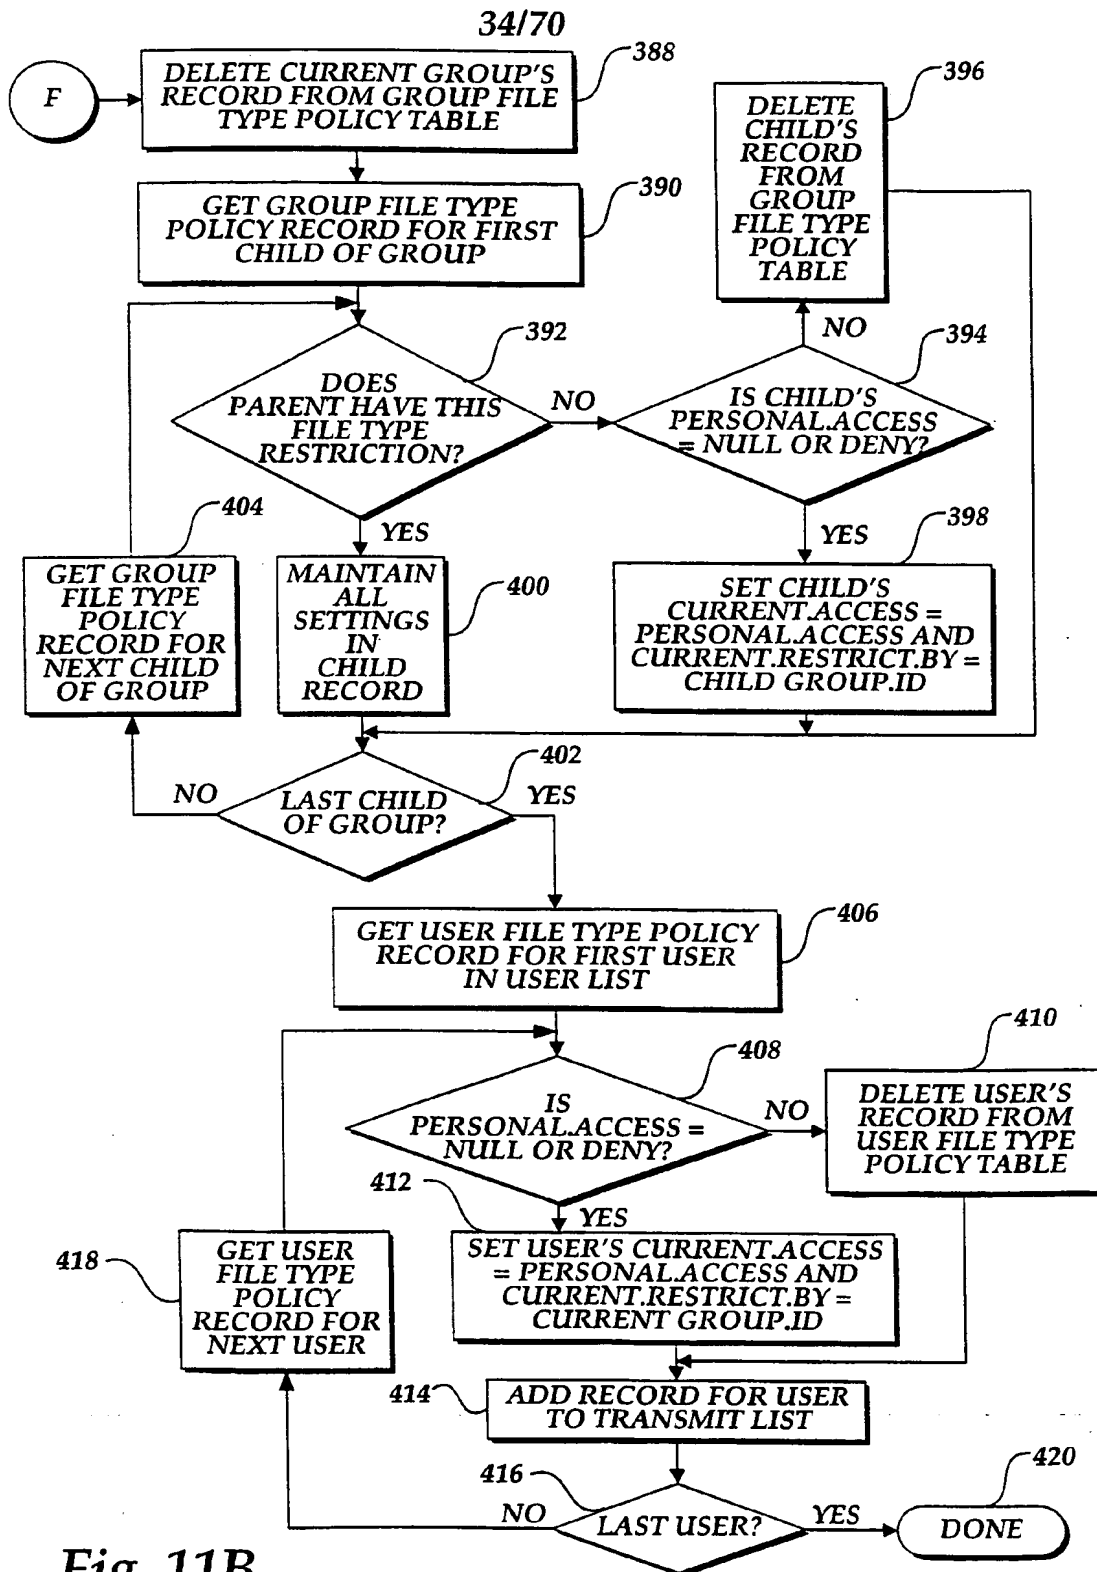 34/70
388
F
DELETE CURRENT GROUP'S
RECORD FROM GROUP FILE
TYPE POLICY TABLE
396
DELETE
CHILD'S
RECORD
FROM
GROUP
FILE TYPE
POLICY
TABLE
390
GET GROUP FILE TYPE
POLICY RECORD FOR FIRST
CHILD OF GROUP
392
DOES
PARENT HAVE THIS
FILE TYPE
RESTRICTION?
NO
NO
394
IS CHILD'S
PERSONAL.ACCESS
= NULL OR DENY?
YES
YES
404
GET GROUP
FILE TYPE
POLICY
RECORD FOR
NEXT CHILD
OF GROUP
400
MAINTAIN
ALL
SETTINGS
IN
CHILD
RECORD
398
SET CHILD'S
CURRENT.ACCESS =
PERSONAL.ACCESS AND
CURRENT.RESTRICT.BY =
CHILD GROUP.ID
402
NO
LAST CHILD
OF GROUP?
YES
406
GET USER FILE TYPE POLICY
RECORD FOR FIRST USER
IN USER LIST
408
IS
PERSONAL.ACCESS =
NULL OR DENY?
NO
410
DELETE USER'S
RECORD FROM
USER FILE TYPE
POLICY TABLE
412
YES
SET USER'S CURRENT.ACCESS
= PERSONAL.ACCESS AND
CURRENT.RESTRICT.BY =
CURRENT GROUP.ID
418
GET USER
FILE TYPE
POLICY
RECORD FOR
NEXT USER
414
ADD RECORD FOR USER
TO TRANSMIT LIST
416
NO
LAST USER?
YES
420
DONE
Fig. 11B